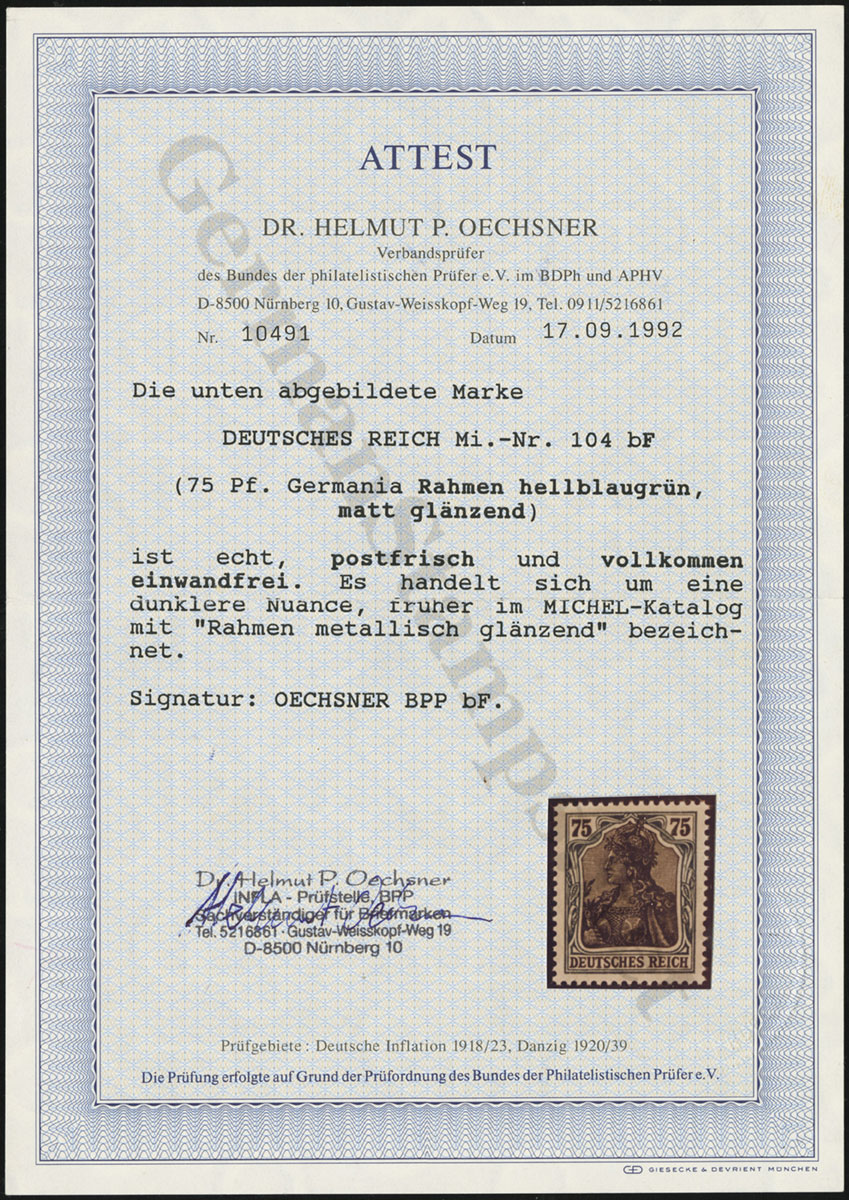 ATTEST
DR. HELMUT P. OECHSNER
Verbandsprüfer
des Bundes der philatelistischen Prüfer e.V. im BDPh und APHV
D-8500 Nürnberg 10, Gustav-Weisskopf-Weg 19, Tel. 0911/5216861
Nr. 10491 Datum 17.09.1992
Die unten abgebildete Marke
DEUTSCHES REICH Mi.-Nr. 104 bF
(75 Pf. Germania Rahmen hellblaugrün,
matt glänzend)
ist echt, postfrisch und vollkommen
einwandfrei. Es handelt sich um eine
dunklere Nuance, fruher im MICHEL-Katalog
mit "Rahmen metallisch glänzend" bezeich-
net.
Signatur: OECHSNER BPP bF.
75 75
DEUTSCHES REICH
Dr. Helmut P. Oechsner
INFLA - Prüfstelle, BPP
Sachverständiger für Briefmarken
Tel. 5216861 · Gustav-Weisskopf-Weg 19
D-8500 Nürnberg 10
Prüfgebiete: Deutsche Inflation 1918/23, Danzig 1920/39
Die Prüfung erfolgte auf Grund der Prüfordnung des Bundes der Philatelistischen Prüfer e.V.
GIESECKE & DEVRIENT MÜNCHEN
GermanStamps.net